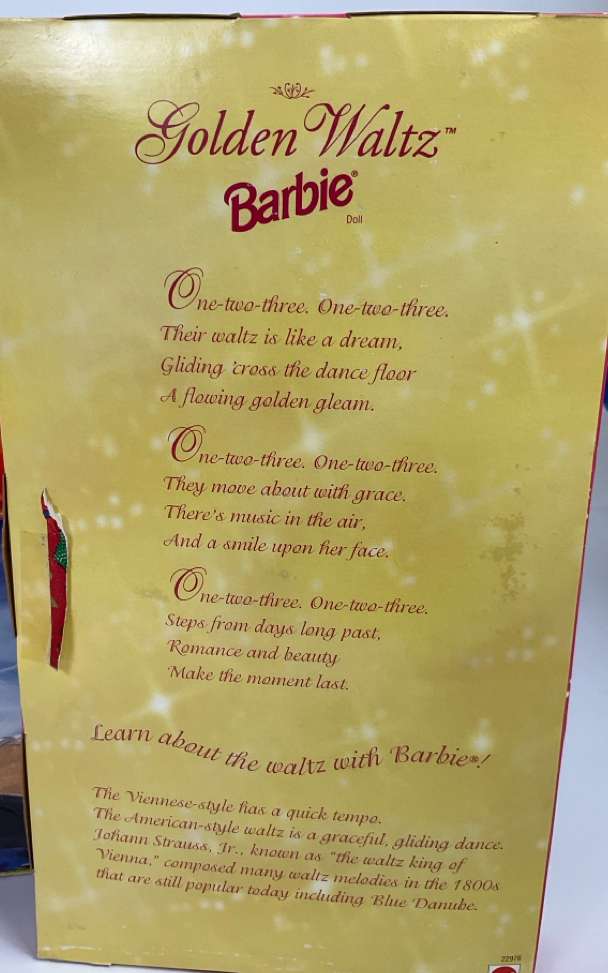 Golden Waltz™
Barbie®
Doll
One-two-three. One-two-three.
Their waltz is like a dream,
Gliding 'cross the dance floor
A flowing golden gleam.
One-two-three. One-two-three.
They move about with grace.
There's music in the air,
And a smile upon her face.
One-two-three. One-two-three.
Steps from days long past,
Romance and beauty
Make the moment last.
Learn about the waltz with Barbie®!
The Viennese-style has a quick tempo.
The American-style waltz is a graceful, gliding dance.
Johann Strauss, Jr., known as "the waltz king of
Vienna," composed many waltz melodies in the 1800s
that are still popular today including Blue Danube.
22976